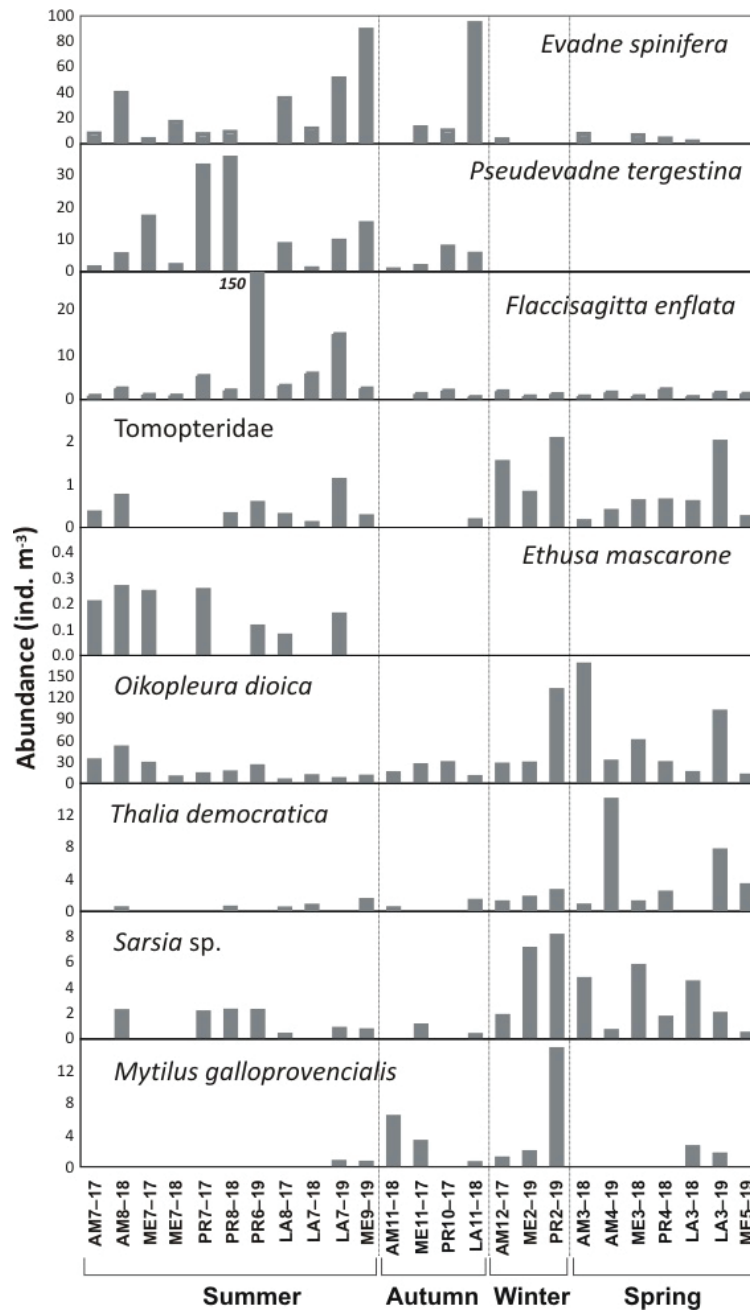 Abundance (ind. m-3)
100
80
60
40
20
0
Evadne spinifera
30
20
10
0
Pseudevadne tergestina
150
20
10
0
Flaccisagitta enflata
2
1
0
Tomopteridae
0.4
0.3
0.2
0.1
0.0
Ethusa mascarone
150
120
90
60
30
0
Oikopleura dioica
12
8
4
0
Thalia democratica
8
6
4
2
0
Sarsia sp.
12
8
4
0
Mytilus galloprovencialis
AM7–17
AM8–18
ME7–17
ME7–18
PR7–17
PR8–18
PR6–19
LA8–17
LA7–18
LA7–19
ME9–19
AM11–18
ME11–17
PR10–17
LA11–18
AM12–17
ME2–19
PR2–19
AM3–18
AM4–19
ME3–18
PR4–18
LA3–18
LA3–19
ME5–19
Summer
Autumn
Winter
Spring